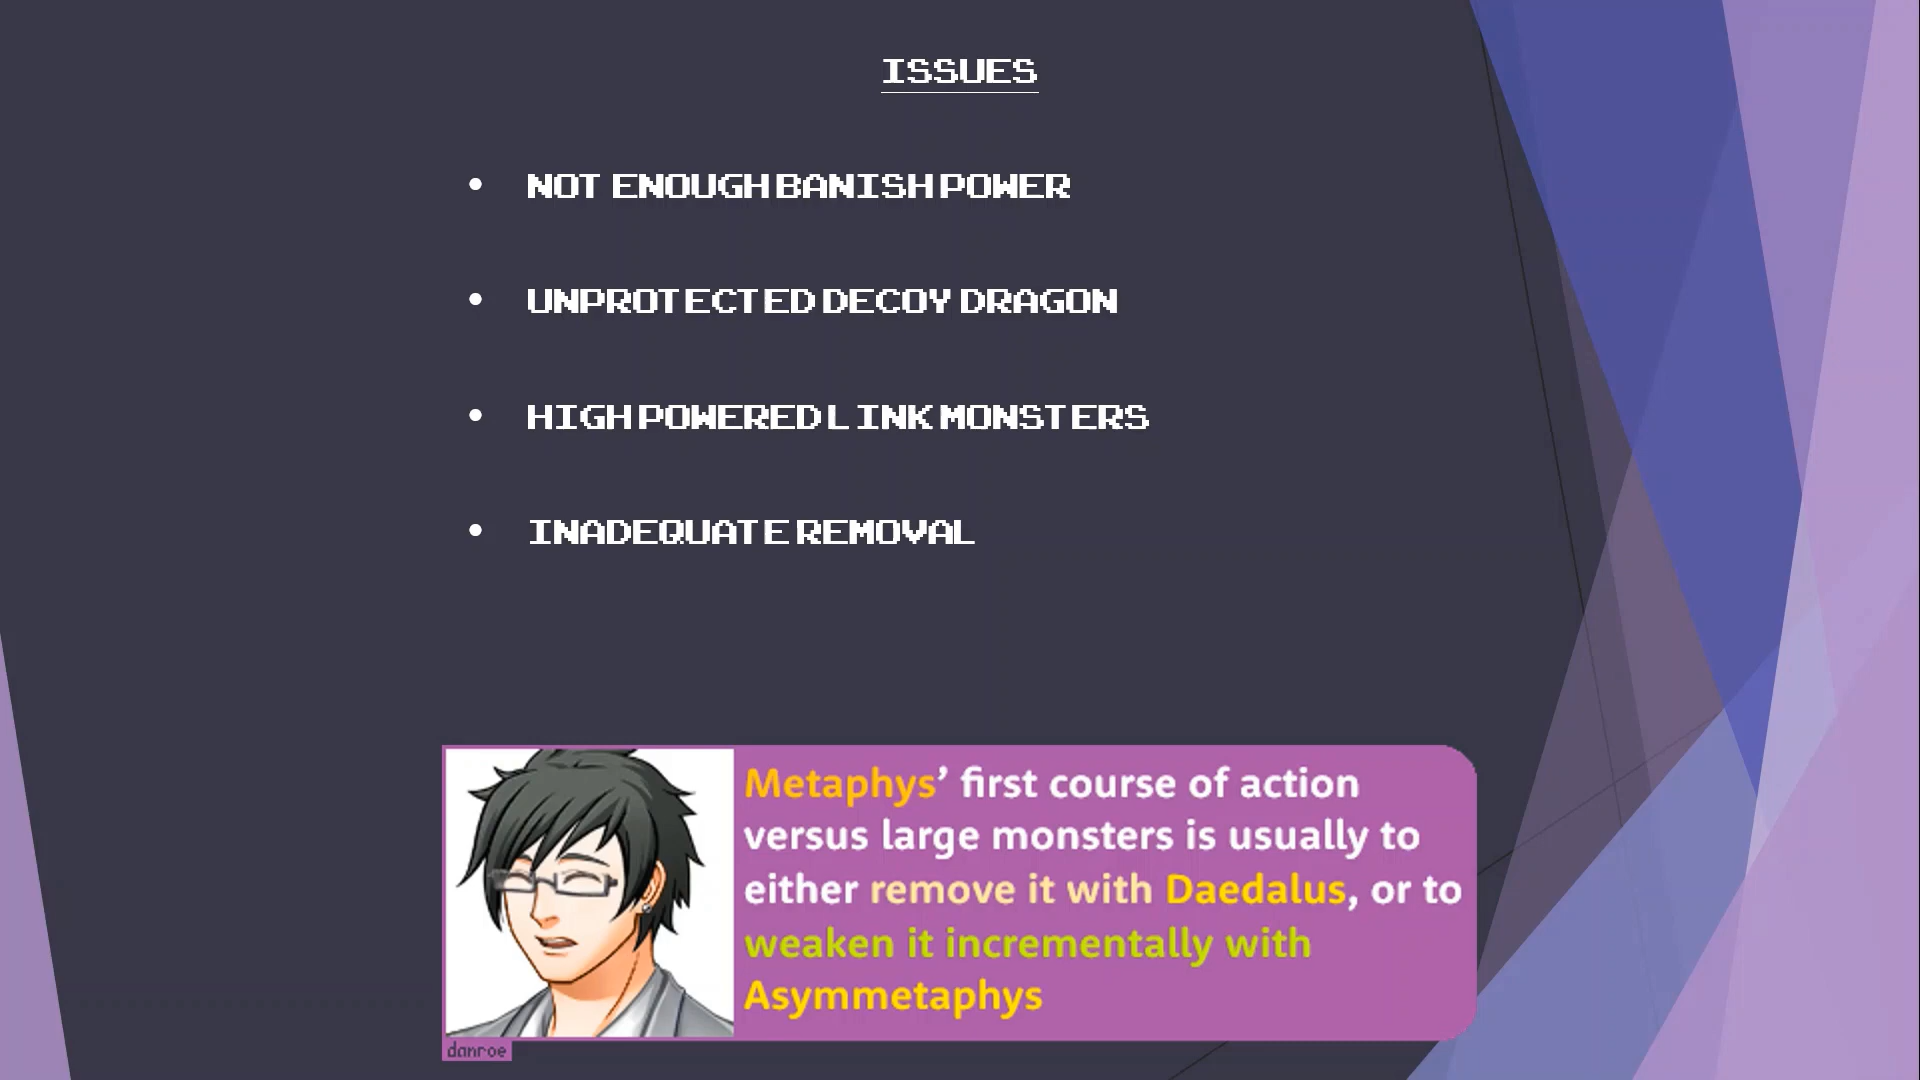 ISSUES
• NOT ENOUGH BANISH POWER
• UNPROTECTED DECOY DRAGON
• HIGH POWERED LINK MONSTERS
• INADEQUATE REMOVAL
Metaphys’ first course of action
versus large monsters is usually to
either remove it with Daedalus, or to
weaken it incrementally with
Asymmetaphys
danroe